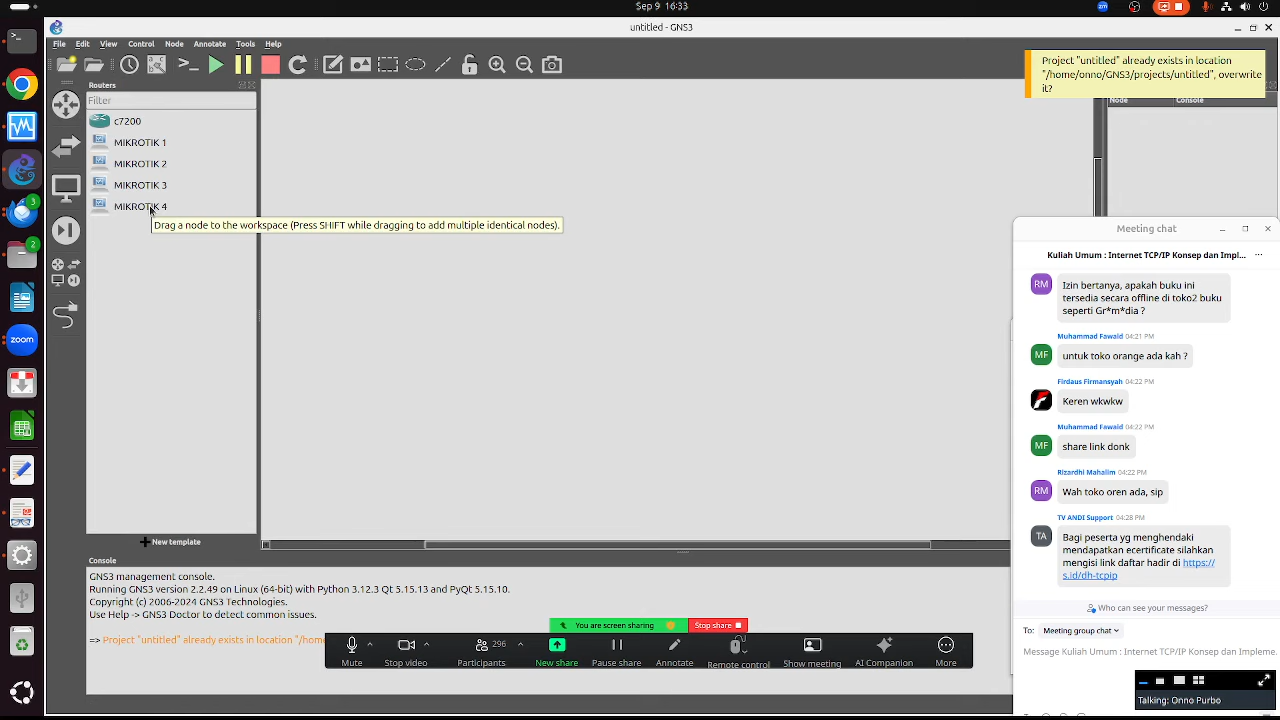 Sep 9 16:33
untitled - GNS3
File Edit View Control Node Annotate Tools Help
Project "untitled" already exists in location
"/home/onno/GNS3/projects/untitled", overwrite
it?
Routers
Filter
c7200
MIKROTIK 1
MIKROTIK 2
MIKROTIK 3
MIKROTIK 4
Drag a node to the workspace (Press SHIFT while dragging to add multiple identical nodes).
New template
Node Console
3
2
zoom
Console
GNS3 management console.
Running GNS3 version 2.2.49 on Linux (64-bit) with Python 3.12.3 Qt 5.15.13 and PyQt 5.15.10.
Copyright (c) 2006-2024 GNS3 Technologies.
Use Help -> GNS3 Doctor to detect common issues.
=> Project "untitled" already exists in location "/home
You are screen sharing
Stop share
296
Mute Stop video Participants New share Pause share Annotate Remote control Show meeting AI Companion More
Meeting chat
Kuliah Umum : Internet TCP/IP Konsep dan Impl...
RM
Izin bertanya, apakah buku ini
tersedia secara offline di toko2 buku
seperti Gr*m*dia ?
Muhammad Fawaid 04:21 PM
MF
untuk toko orange ada kah ?
Firdaus Firmansyah 04:22 PM
Keren wkwkw
Muhammad Fawaid 04:22 PM
MF
share link donk
Rizardhi Mahalim 04:22 PM
RM
Wah toko oren ada, sip
TV ANDI Support 04:28 PM
TA
Bagi peserta yg menghendaki
mendapatkan ecertificate silahkan
mengisi link daftar hadir di https://
s.id/dh-tcpip
Who can see your messages?
To: Meeting group chat
Message Kuliah Umum : Internet TCP/IP Konsep dan Impleme.
Talking: Onno Purbo